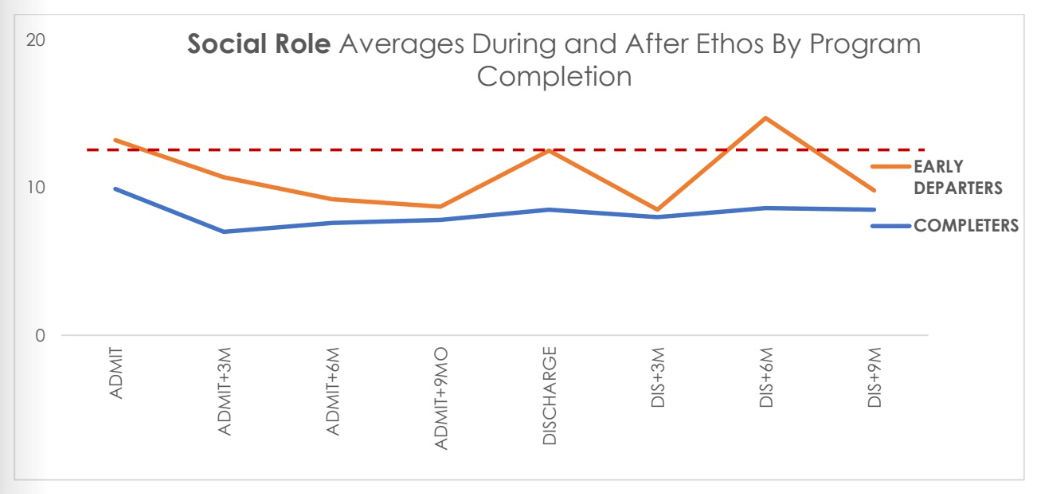 20
Social Role Averages During and After Ethos By Program
Completion
10
0
EARLY
DEPARTERS
COMPLETERS
ADMIT
ADMIT+3M
ADMIT+6M
ADMIT+9MO
DISCHARGE
DIS+3M
DIS+6M
DIS+9M